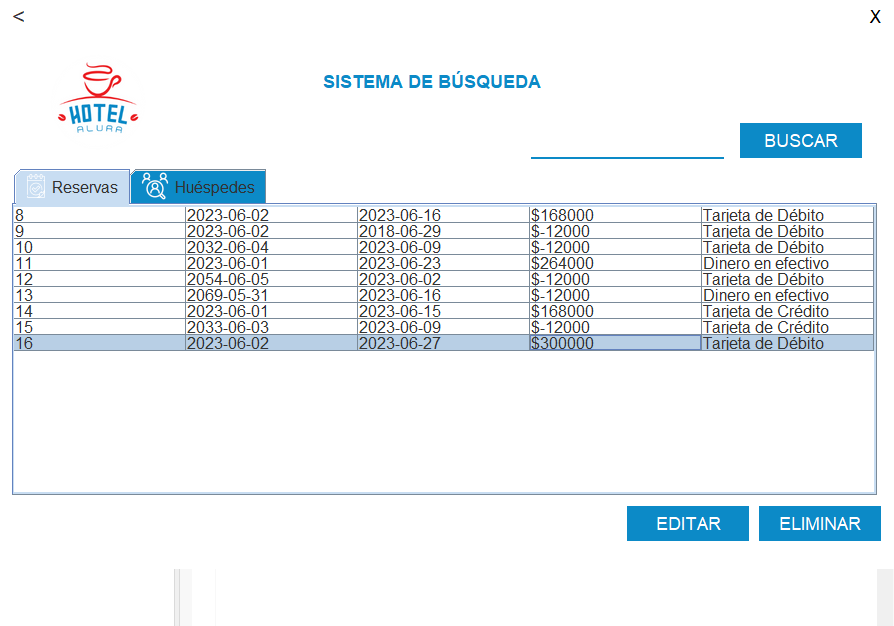 < X
HOTEL
ALURA
SISTEMA DE BÚSQUEDA
BUSCAR
Reservas Huéspedes
8 2023-06-02 2023-06-16 $168000 Tarjeta de Débito
9 2023-06-02 2018-06-29 $-12000 Tarjeta de Débito
10 2032-06-04 2023-06-09 $-12000 Tarjeta de Débito
11 2023-06-01 2023-06-23 $264000 Dinero en efectivo
12 2054-06-05 2023-06-02 $-12000 Tarjeta de Débito
13 2069-05-31 2023-06-16 $-12000 Dinero en efectivo
14 2023-06-01 2023-06-15 $168000 Tarjeta de Crédito
15 2033-06-03 2023-06-09 $-12000 Tarjeta de Crédito
16 2023-06-02 2023-06-27 $300000 Tarjeta de Débito
EDITAR ELIMINAR